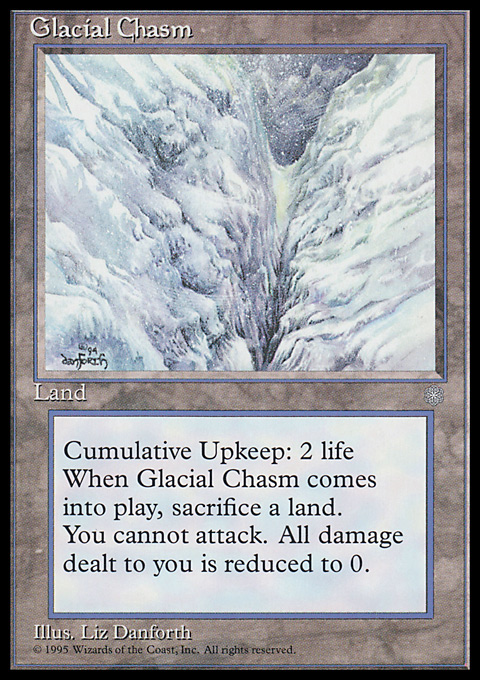 Glacial Chasm
©94
DANFORTH
Land
Cumulative Upkeep: 2 life
When Glacial Chasm comes
into play, sacrifice a land.
You cannot attack. All damage
dealt to you is reduced to 0.
Illus. Liz Danforth
© 1995 Wizards of the Coast, Inc. All rights reserved.